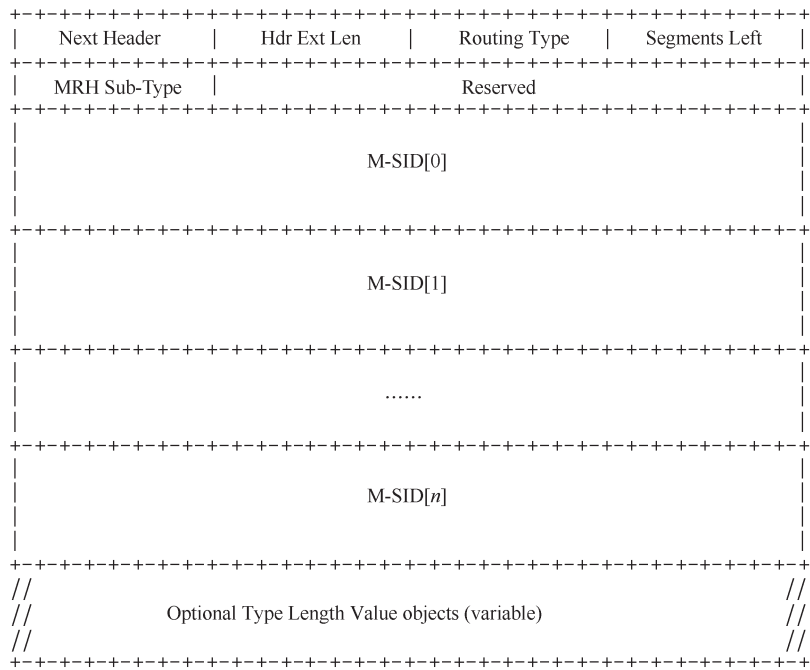 +-+-+-+-+-+-+-+-+-+-+-+-+-+-+-+-+-+-+-+-+-+-+-+-+-+-+-+-+-+-+-+-+
| Next Header | Hdr Ext Len | Routing Type | Segments Left |
+-+-+-+-+-+-+-+-+-+-+-+-+-+-+-+-+-+-+-+-+-+-+-+-+-+-+-+-+-+-+-+-+
| MRH Sub-Type | Reserved |
+-+-+-+-+-+-+-+-+-+-+-+-+-+-+-+-+-+-+-+-+-+-+-+-+-+-+-+-+-+-+-+-+
| M-SID[0] |
+-+-+-+-+-+-+-+-+-+-+-+-+-+-+-+-+-+-+-+-+-+-+-+-+-+-+-+-+-+-+-+-+
| M-SID[1] |
+-+-+-+-+-+-+-+-+-+-+-+-+-+-+-+-+-+-+-+-+-+-+-+-+-+-+-+-+-+-+-+-+
| ...... |
+-+-+-+-+-+-+-+-+-+-+-+-+-+-+-+-+-+-+-+-+-+-+-+-+-+-+-+-+-+-+-+-+
| M-SID[n] |
+-+-+-+-+-+-+-+-+-+-+-+-+-+-+-+-+-+-+-+-+-+-+-+-+-+-+-+-+-+-+-+-+
// //
// Optional Type Length Value objects (variable) //
// //
+-+-+-+-+-+-+-+-+-+-+-+-+-+-+-+-+-+-+-+-+-+-+-+-+-+-+-+-+-+-+-+-+